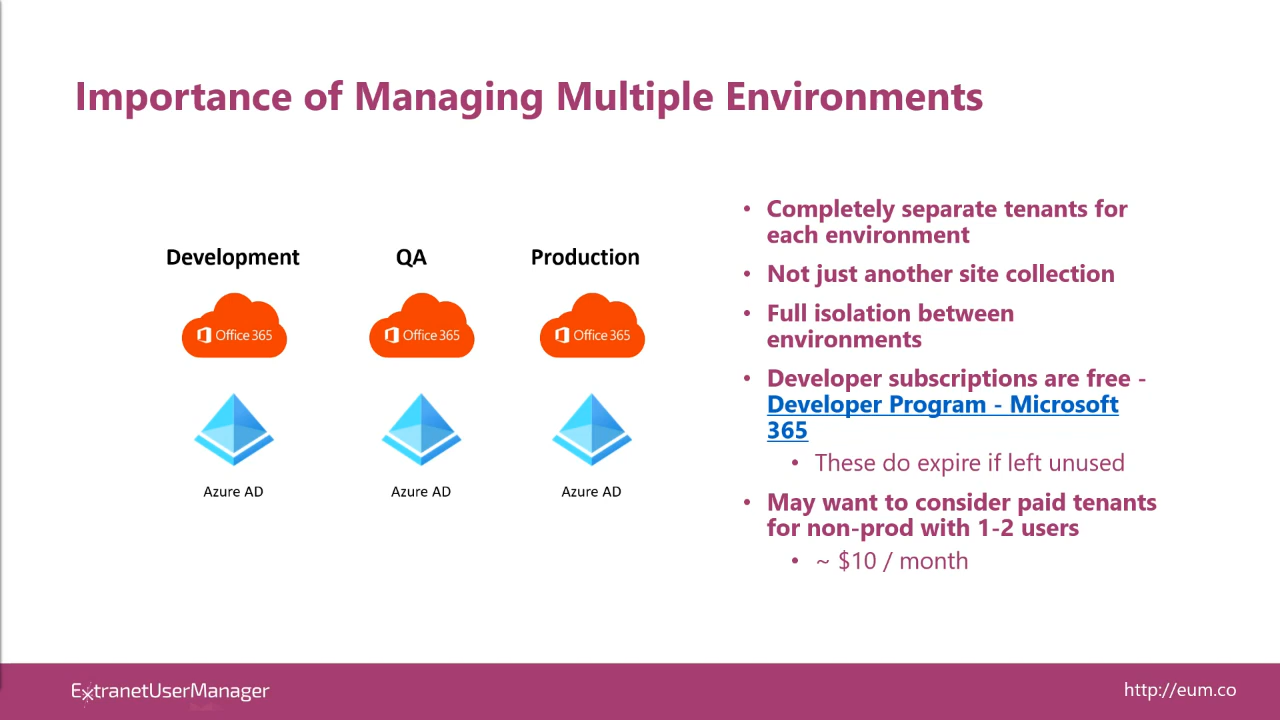 Importance of Managing Multiple Environments
Development
QA
Production
Office 365
Office 365
Office 365
Azure AD
Azure AD
Azure AD
• Completely separate tenants for
each environment
• Not just another site collection
• Full isolation between
environments
• Developer subscriptions are free -
Developer Program - Microsoft
365
• These do expire if left unused
• May want to consider paid tenants
for non-prod with 1-2 users
• ~ $10 / month
ExtranetUserManager
http://eum.co